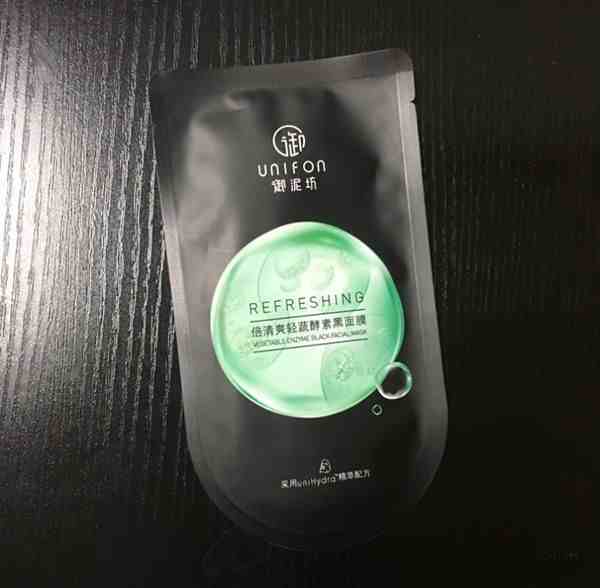 御
UNIFON
御泥坊
REFRESHING
倍清爽轻蔬酵素黑面膜
VEGETABLE ENZYME BLACK FACIAL MASK
采用uniHydra™精萃配方